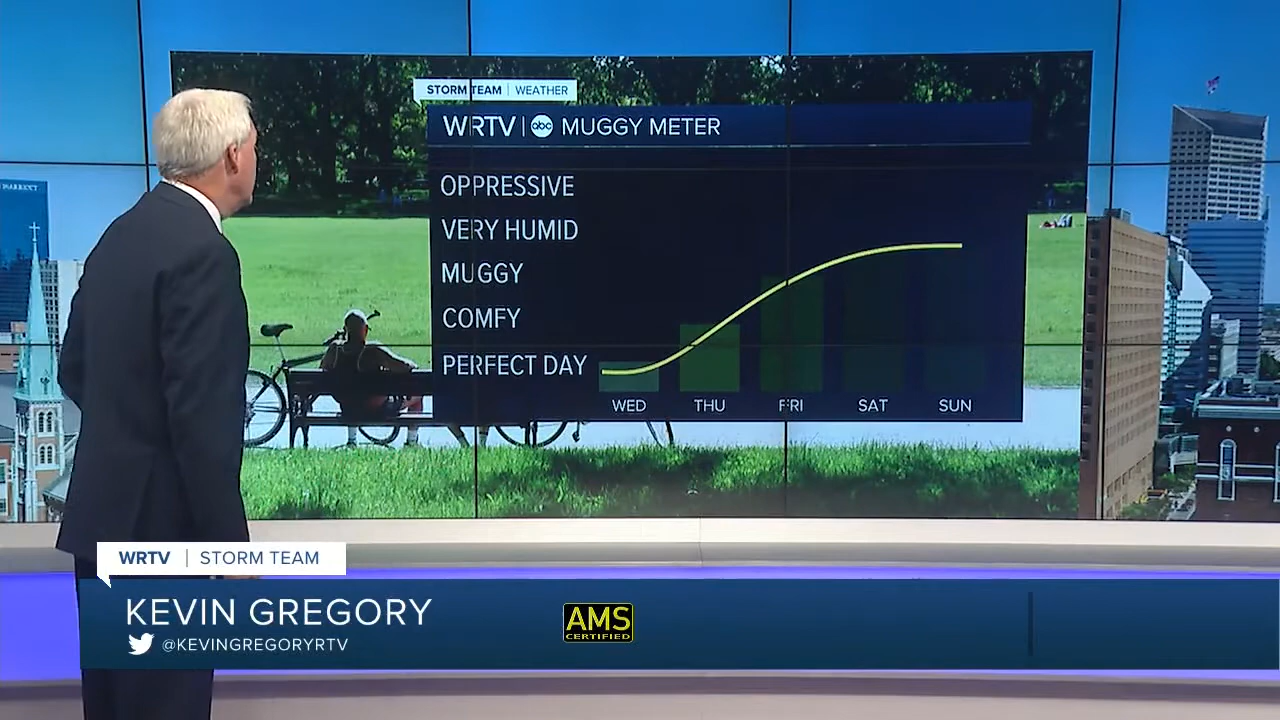 STORM TEAM | WEATHER
WRTV | abc MUGGY METER
OPPRESSIVE
VERY HUMID
MUGGY
COMFY
PERFECT DAY
WED THU FRI SAT SUN
WRTV | STORM TEAM
KEVIN GREGORY
@KEVINGREGORYRTV
AMS
CERTIFIED